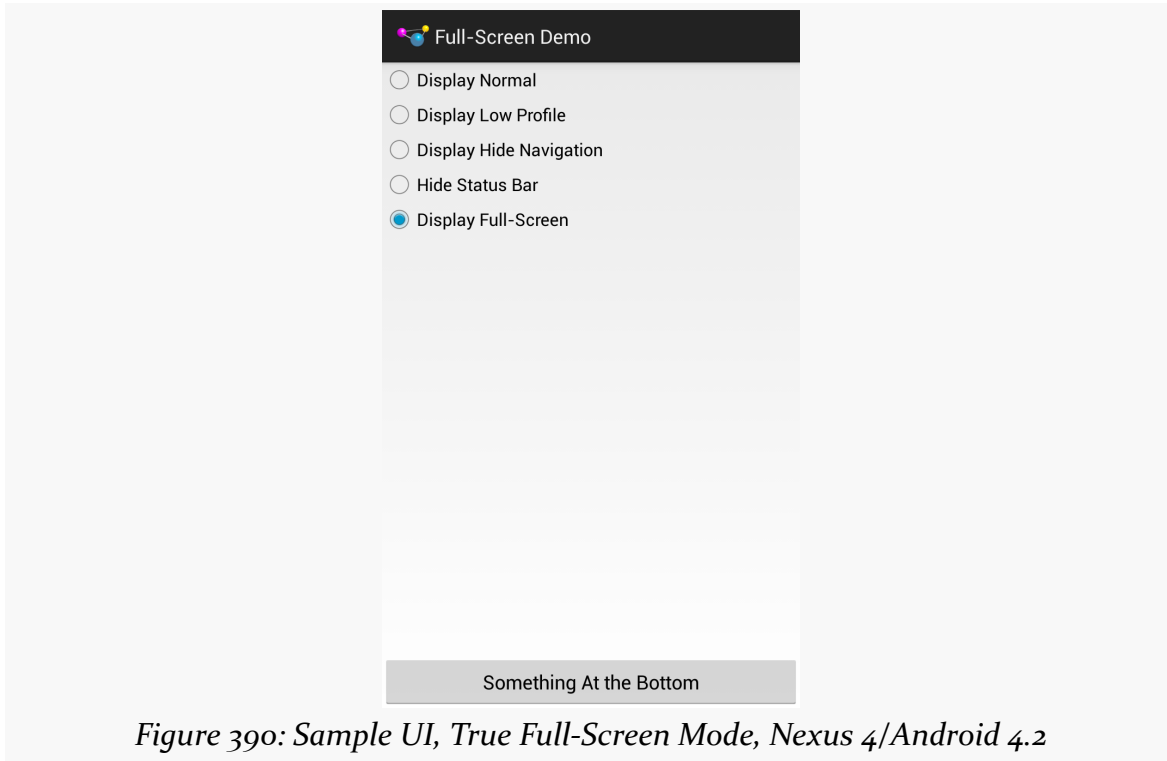 Full-Screen Demo
Display Normal
Display Low Profile
Display Hide Navigation
Hide Status Bar
Display Full-Screen
Something At the Bottom
Figure 390: Sample UI, True Full-Screen Mode, Nexus 4/Android 4.2